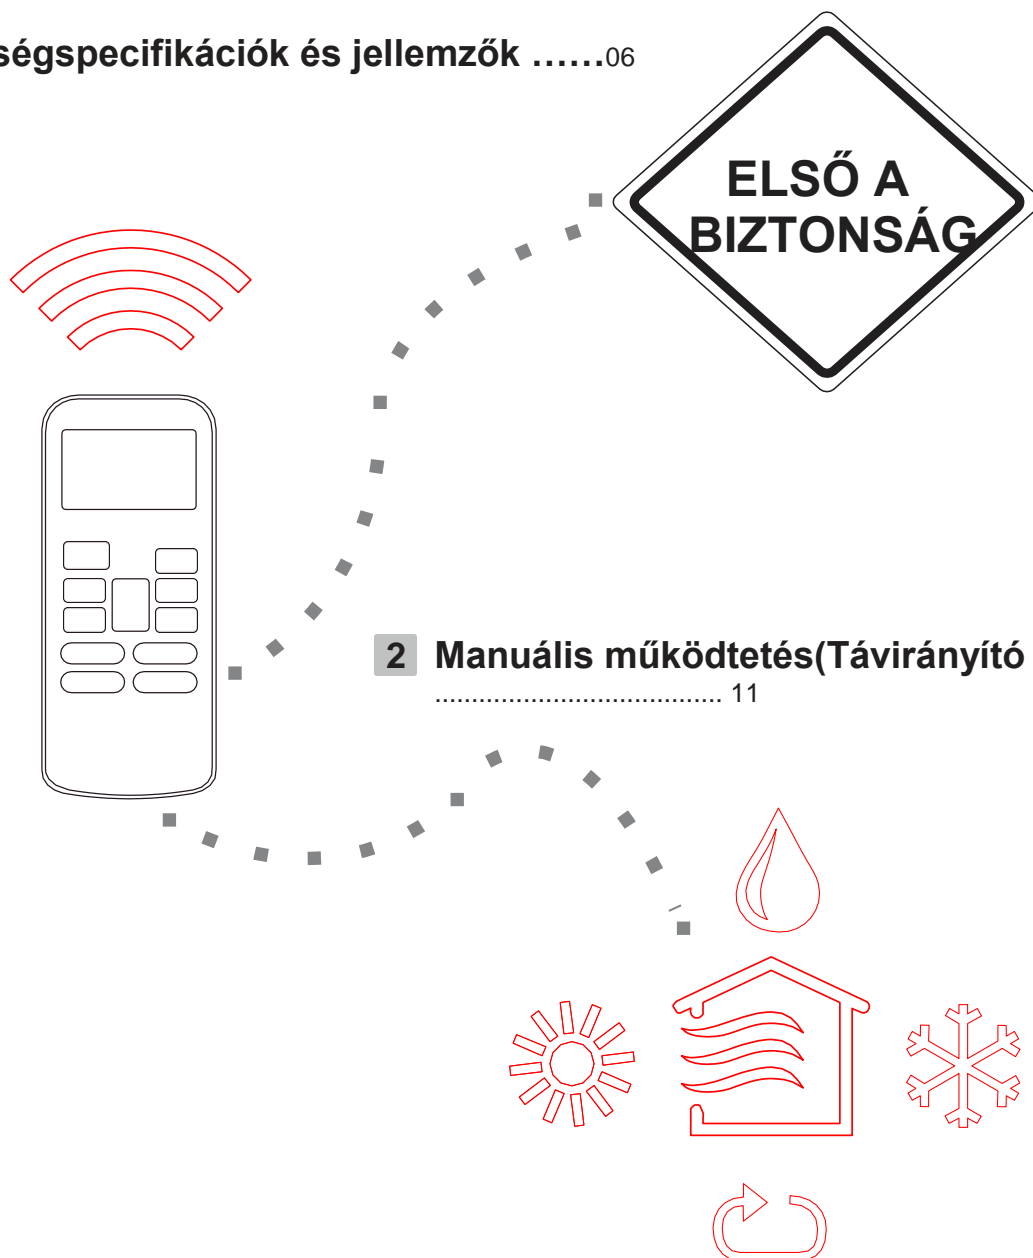 ségspecifikációk és jellemzők ......06
ELSŐ A
BIZTONSÁG
2 Manuális működtetés(Távirányító
....................................... 11